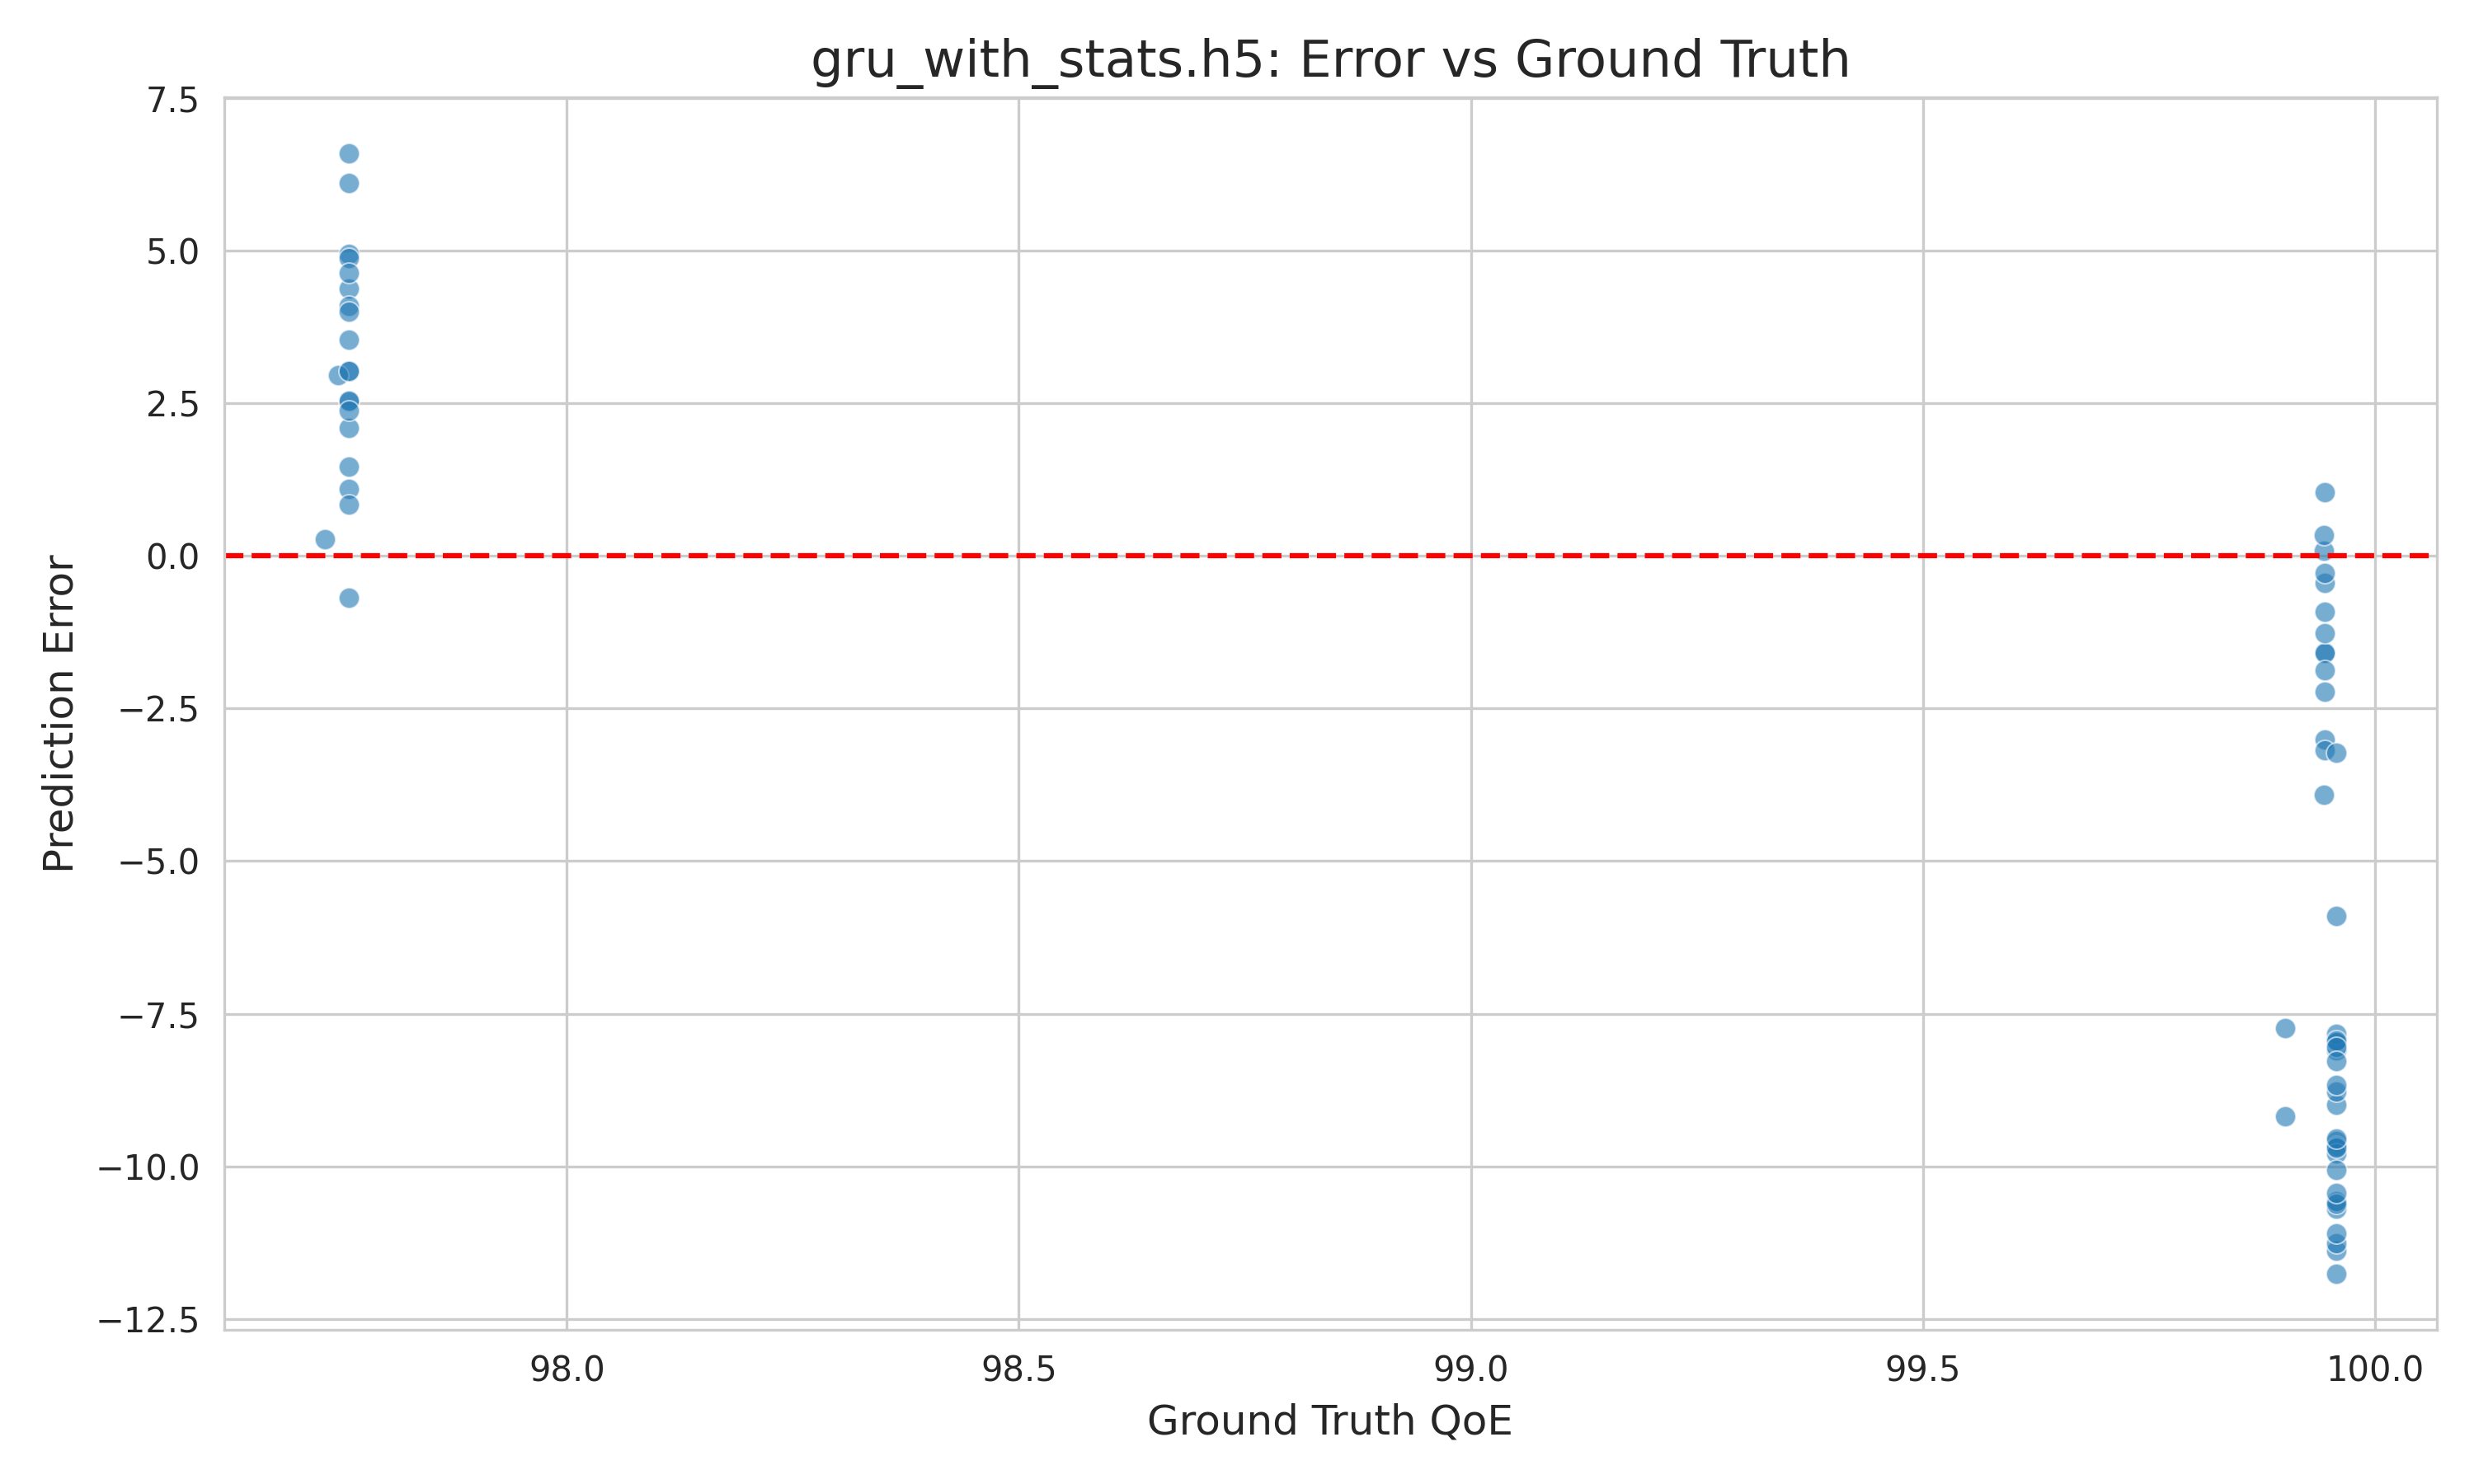 gru_with_stats.h5: Error vs Ground Truth
7.5
5.0
2.5
0.0
−2.5
−5.0
−7.5
−10.0
−12.5
Prediction Error
98.0 98.5 99.0 99.5 100.0
Ground Truth QoE